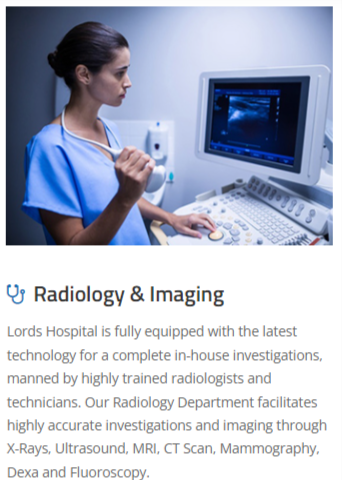 Radiology & Imaging
Lords Hospital is fully equipped with the latest
technology for a complete in-house investigations,
manned by highly trained radiologists and
technicians. Our Radiology Department facilitates
highly accurate investigations and imaging through
X-Rays, Ultrasound, MRI, CT Scan, Mammography,
Dexa and Fluoroscopy.